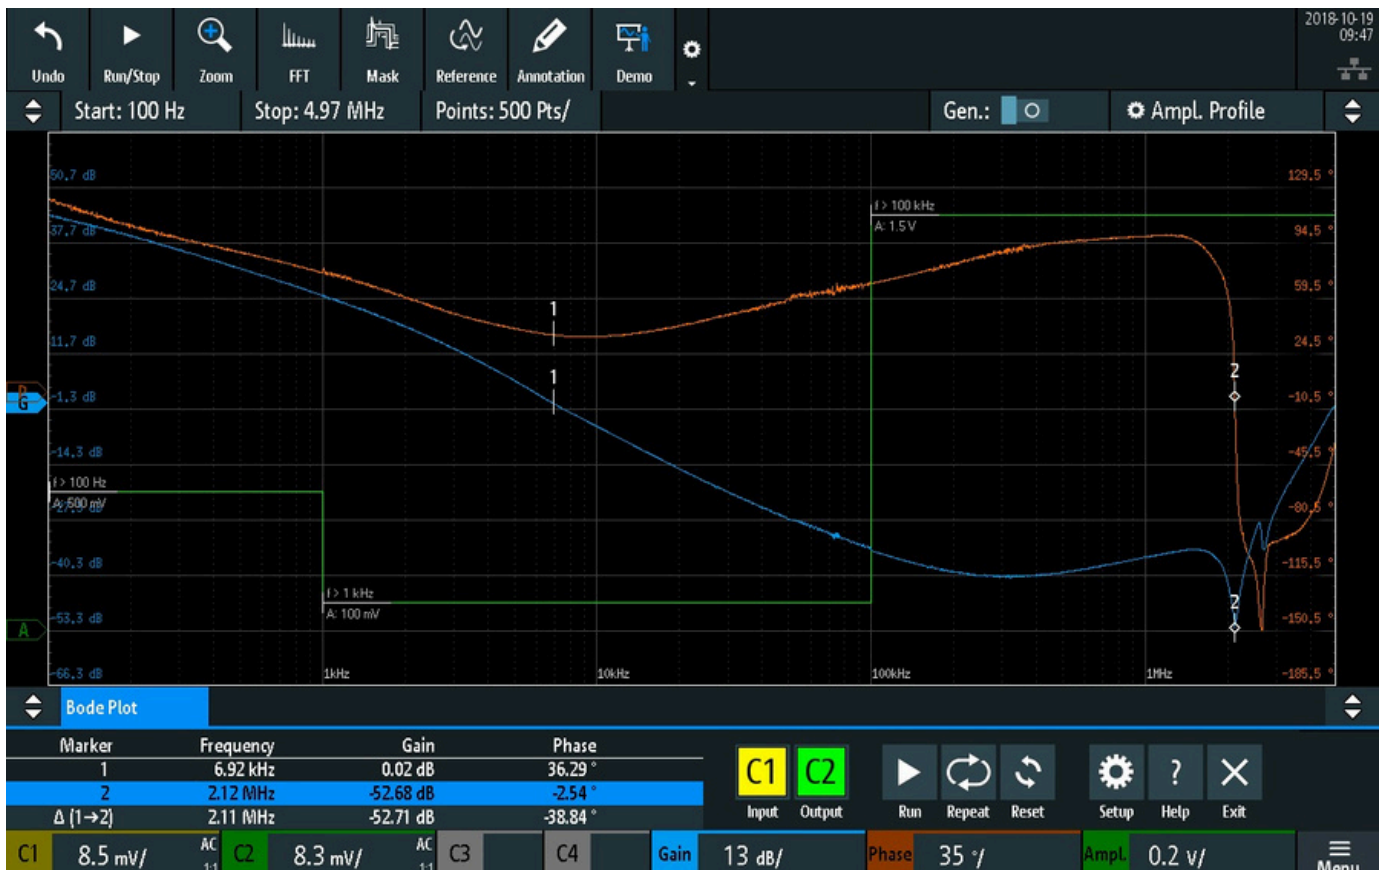 2018-10-19
09:47
Undo Run/Stop Zoom FFT Mask Reference Annotation Demo
Start: 100 Hz Stop: 4.97 MHz Points: 500 Pts/ Gen.: Ampl. Profile
50,7 dB 129,5 °
f > 100 kHz
A: 1.5 V
37,7 dB 94,5 °
24,7 dB 59,5 °
1
11,7 dB 24,5 °
1 2
P
G -1,3 dB -10,5 °
-14,3 dB -45,5 °
f > 100 Hz
A: 500 mV
-80,5 °
-40,3 dB -115,5 °
f > 1 kHz
A: 100 mV
2
A -53,3 dB -150,5 °
-66,3 dB 1kHz 10kHz 100kHz 1MHz -185,5 °
Bode Plot
Marker Frequency Gain Phase
1 6.92 kHz 0.02 dB 36.29 °
2 2.12 MHz -52.68 dB -2.54 °
Δ (1→2) 2.11 MHz -52.71 dB -38.84 °
C1 C2 ?
Input Output Run Repeat Reset Setup Help Exit
C1 8.5 mV/ AC 1:1 C2 8.3 mV/ AC 1:1 C3 C4 Gain 13 dB/ Phase 35 °/ Ampl. 0.2 V/ Menu